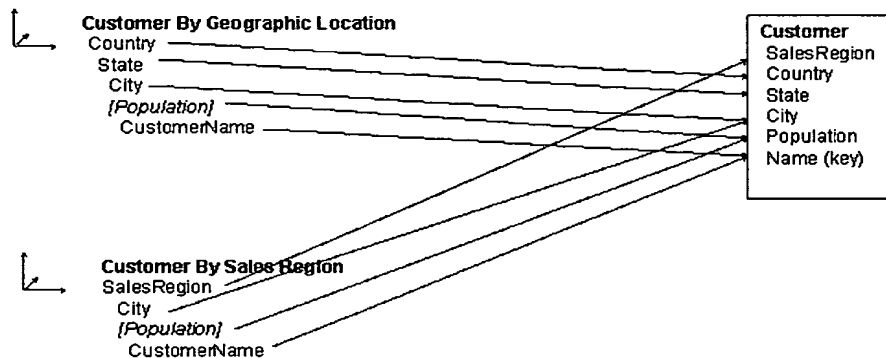 Customer By Geographic Location
Country
State
City
[Population]
CustomerName
Customer
SalesRegion
Country
State
City
Population
Name (key)
Customer By Sales Region
SalesRegion
City
[Population]
CustomerName